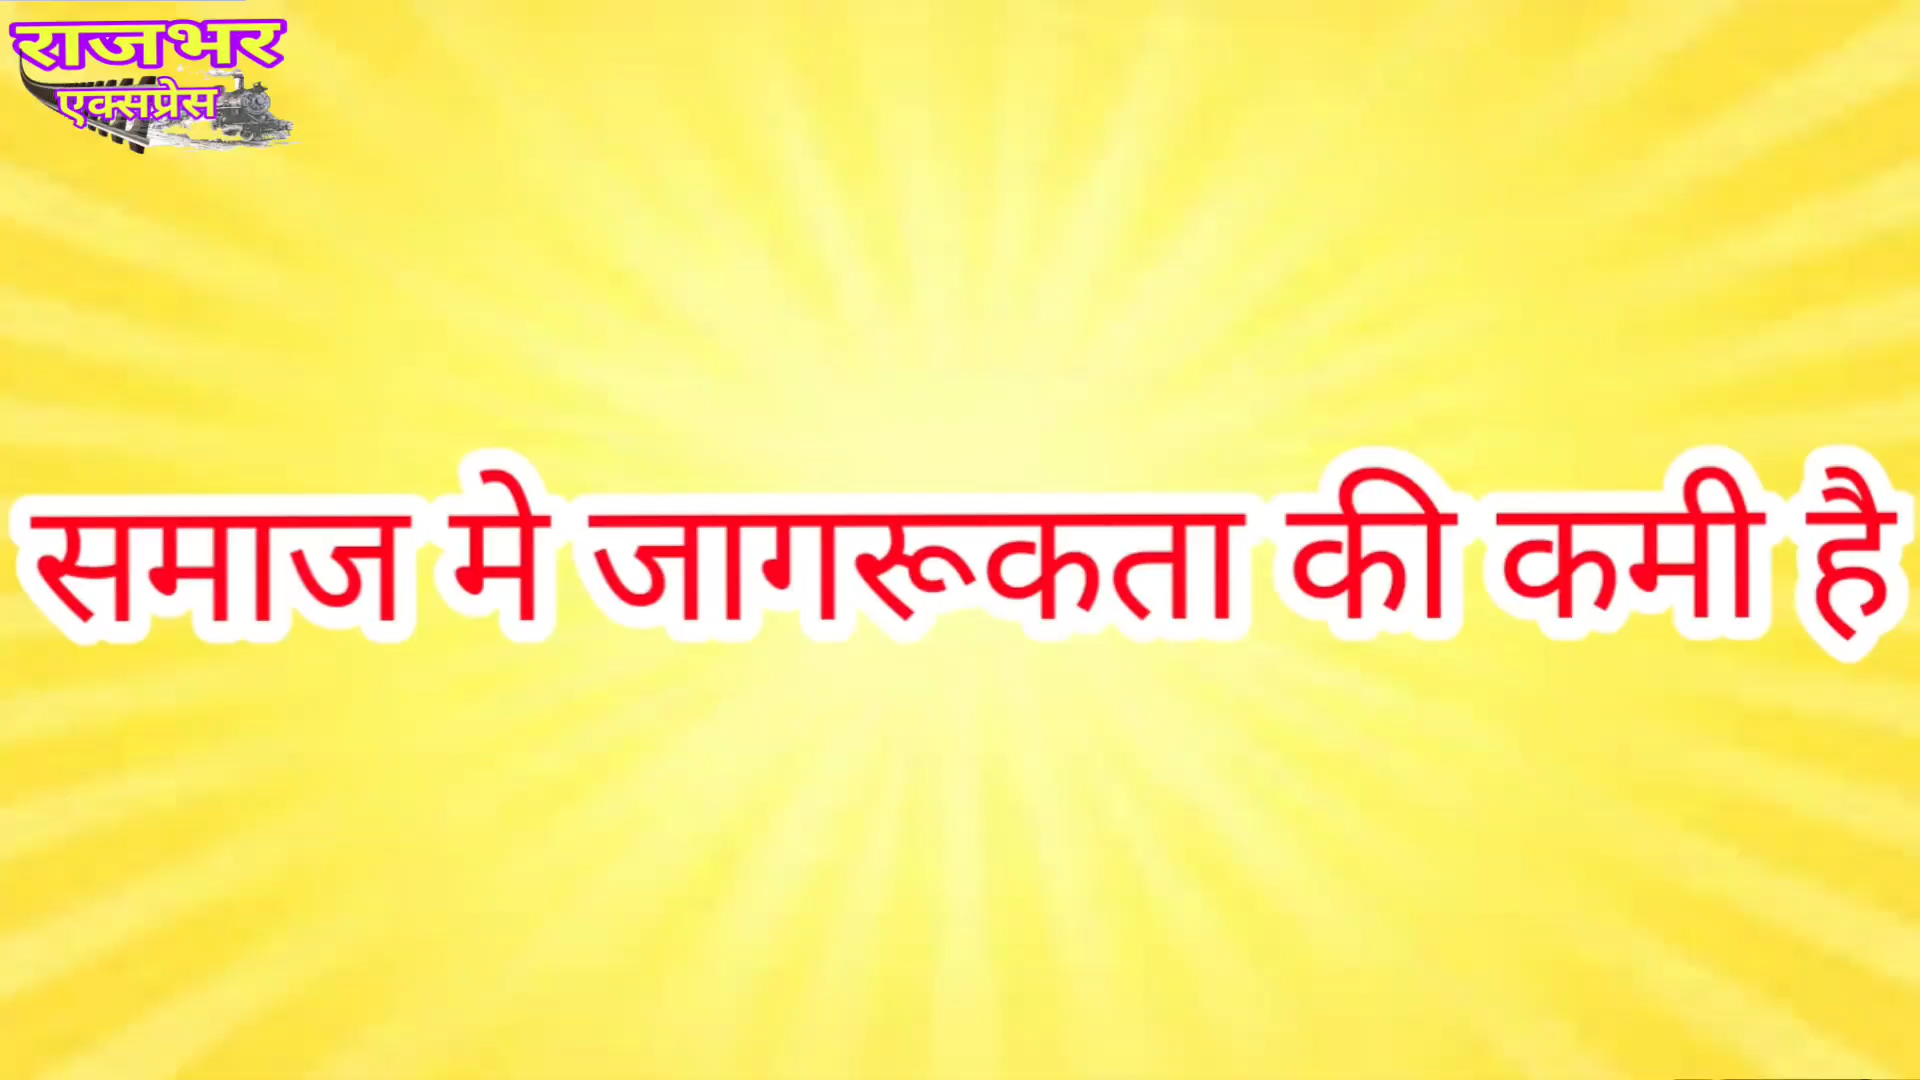 राजभर
एक्सप्रेस
समाज मे जागरूकता की कमी है